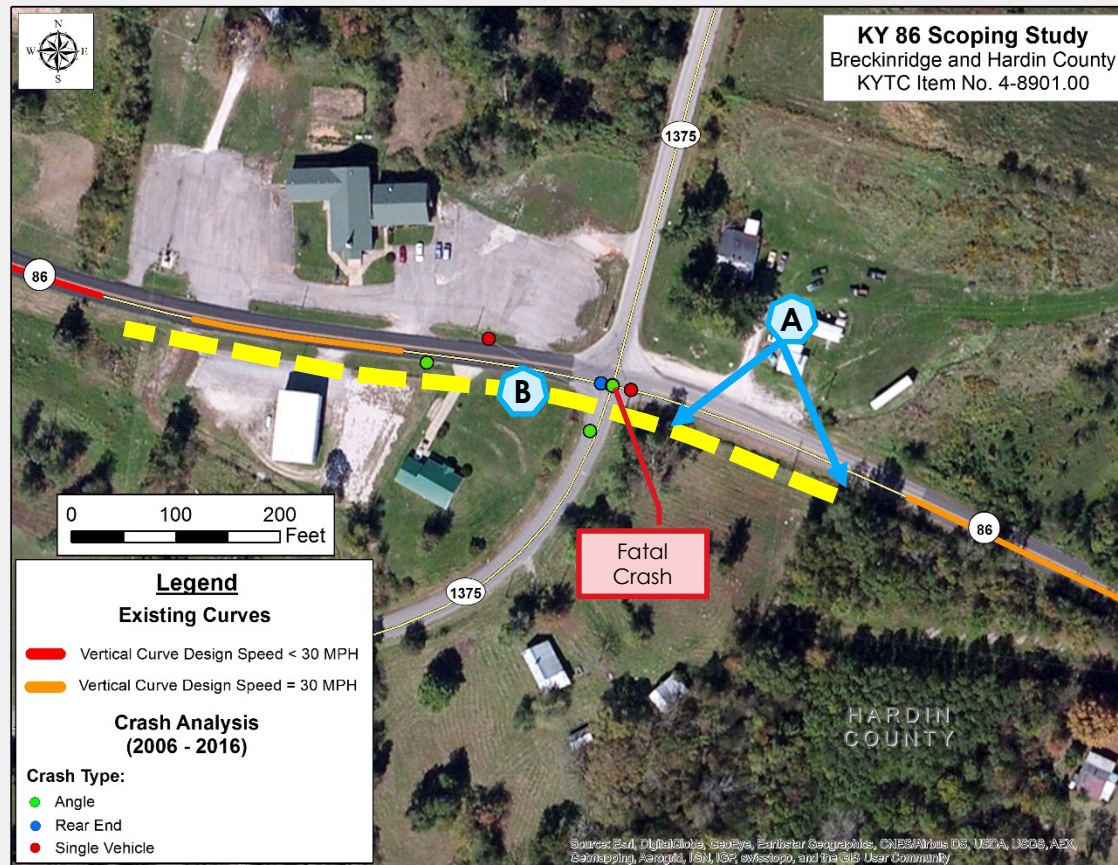 N
W E
S
KY 86 Scoping Study
Breckinridge and Hardin County
KYTC Item No. 4-8901.00
1375
86
A
B
0 100 200
Feet
Fatal
Crash
86
1375
Legend
Existing Curves
Vertical Curve Design Speed < 30 MPH
Vertical Curve Design Speed = 30 MPH
Crash Analysis
(2006 - 2016)
Crash Type:
Angle
Rear End
Single Vehicle
HARDIN
COUNTY
Source: Esri, DigitalGlobe, GeoEye, Earthstar Geographics, CNES/Airbus DS, USDA, USGS, AEX,
Getmapping, Aerogrid, IGN, IGP, swisstopo, and the GIS User Community